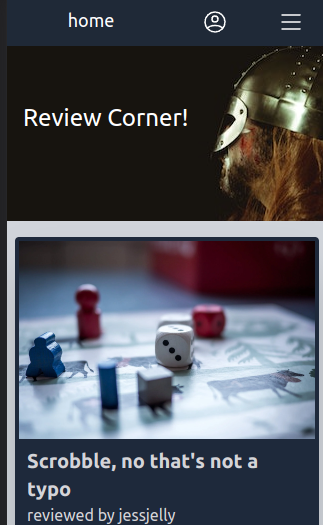 home
Review Corner!
Scrobble, no that's not a
typo
reviewed by jessjelly